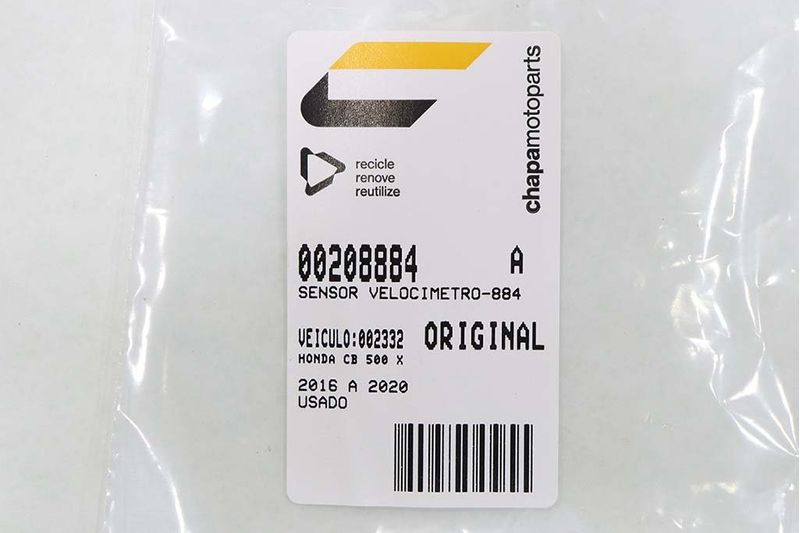 chapamotoparts
recicle
renove
reutilize
00208884 A
SENSOR VELOCIMETRO-884
VEICULO:002332 ORIGINAL
HONDA CB 500 X
2016 A 2020
USADO